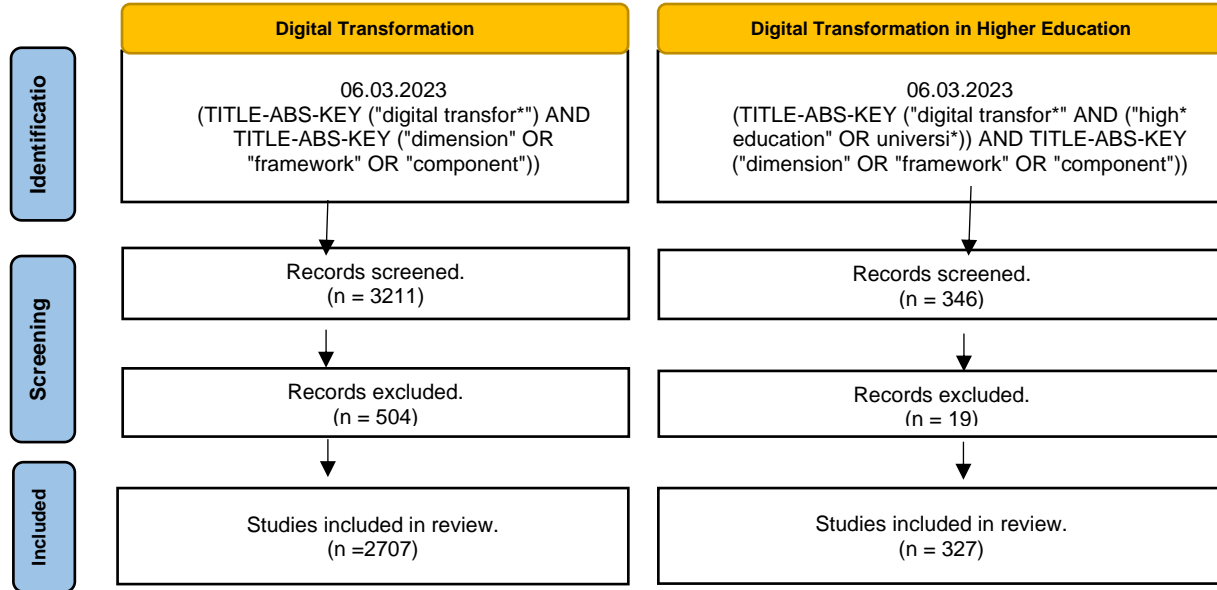 Digital Transformation
Digital Transformation in Higher Education
Identificatio
06.03.2023
(TITLE-ABS-KEY ("digital transfor*") AND
TITLE-ABS-KEY ("dimension" OR
"framework" OR "component"))
06.03.2023
(TITLE-ABS-KEY ("digital transfor*" AND ("high*
education" OR universi*)) AND TITLE-ABS-KEY
("dimension" OR "framework" OR "component"))
Screening
Records screened.
(n = 3211)
Records screened.
(n = 346)
Records excluded.
(n = 504)
Records excluded.
(n = 19)
Included
Studies included in review.
(n =2707)
Studies included in review.
(n = 327)